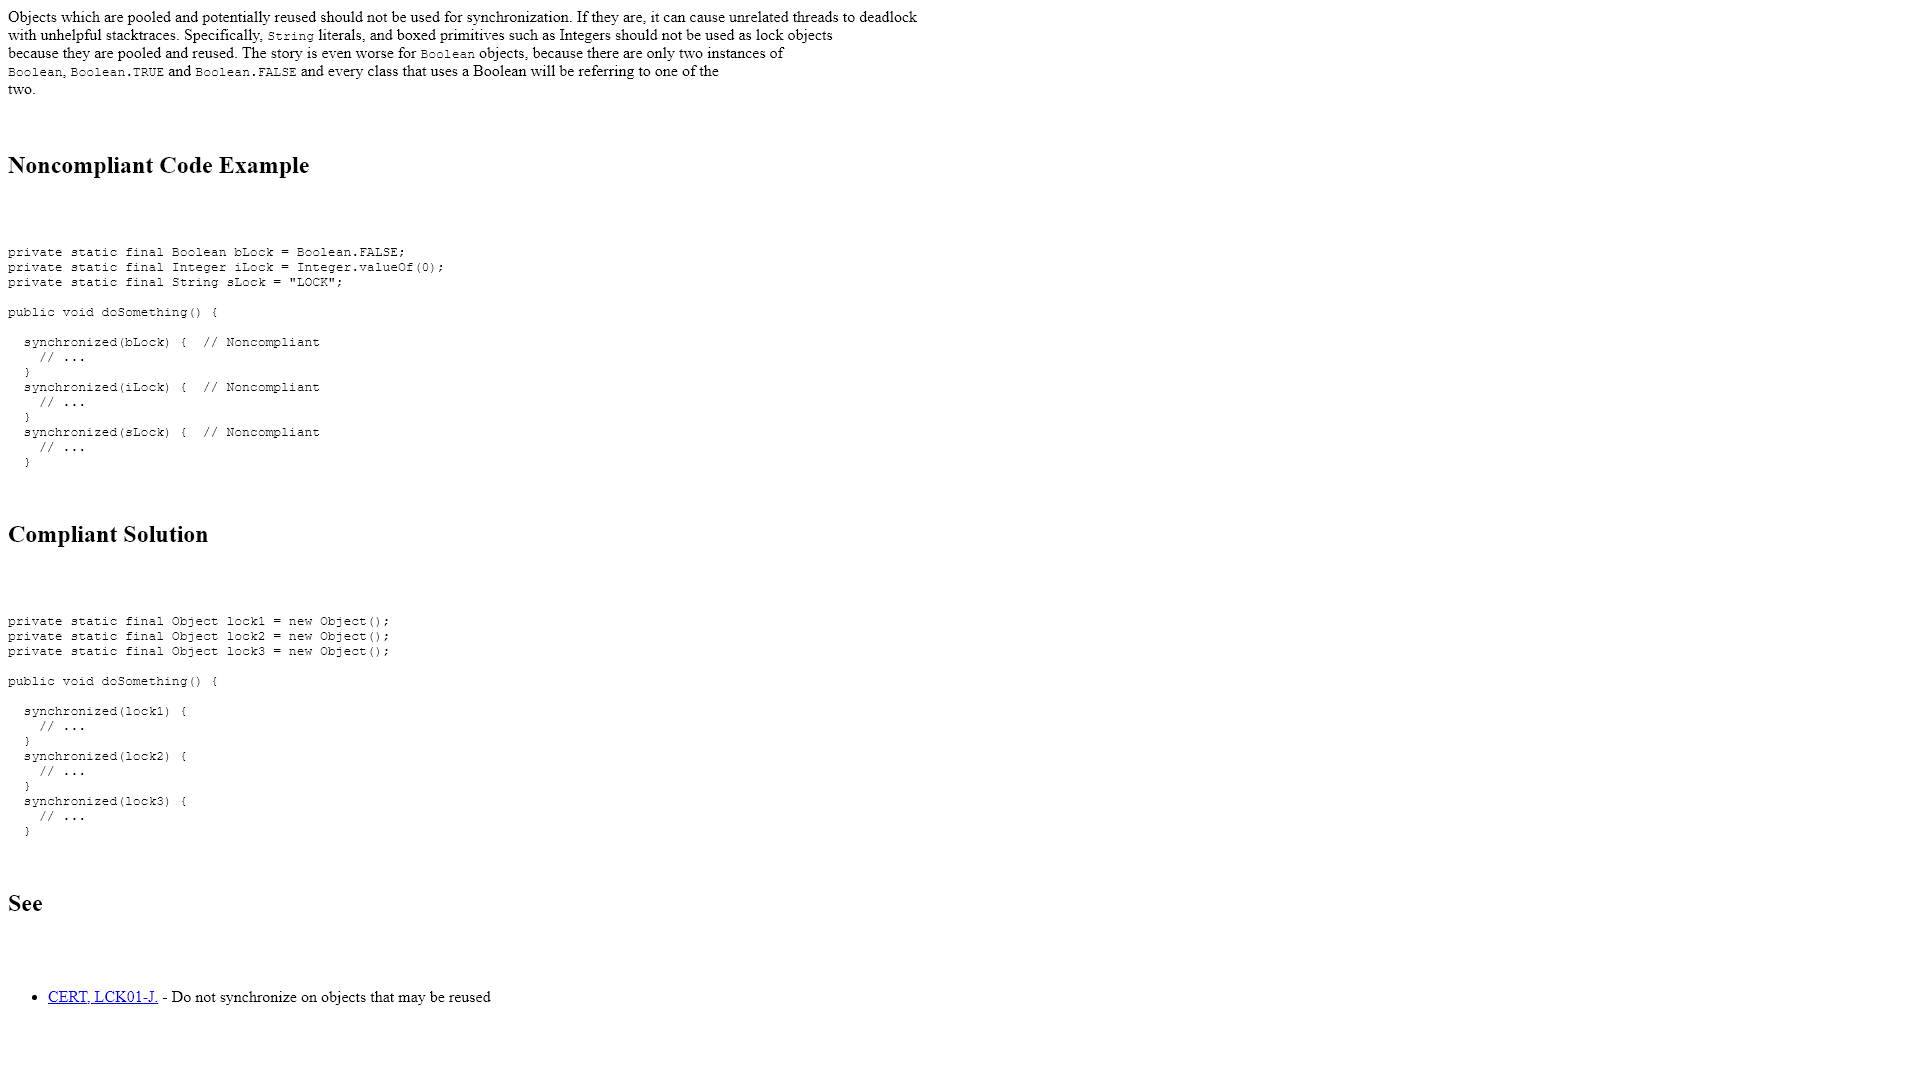 Objects which are pooled and potentially reused should not be used for synchronization. If they are, it can cause unrelated threads to deadlock
with unhelpful stacktraces. Specifically, String literals, and boxed primitives such as Integers should not be used as lock objects
because they are pooled and reused. The story is even worse for Boolean objects, because there are only two instances of
Boolean, Boolean.TRUE and Boolean.FALSE and every class that uses a Boolean will be referring to one of the
two.
Noncompliant Code Example
private static final Boolean bLock = Boolean.FALSE;
private static final Integer iLock = Integer.valueOf(0);
private static final String sLock = "LOCK";
public void doSomething() {
  synchronized(bLock) {  // Noncompliant
    // ...
  }
  synchronized(iLock) {  // Noncompliant
    // ...
  }
  synchronized(sLock) {  // Noncompliant
    // ...
  }
Compliant Solution
private static final Object lock1 = new Object();
private static final Object lock2 = new Object();
private static final Object lock3 = new Object();
public void doSomething() {
  synchronized(lock1) {
    // ...
  }
  synchronized(lock2) {
    // ...
  }
  synchronized(lock3) {
    // ...
  }
See
• CERT, LCK01-J. - Do not synchronize on objects that may be reused